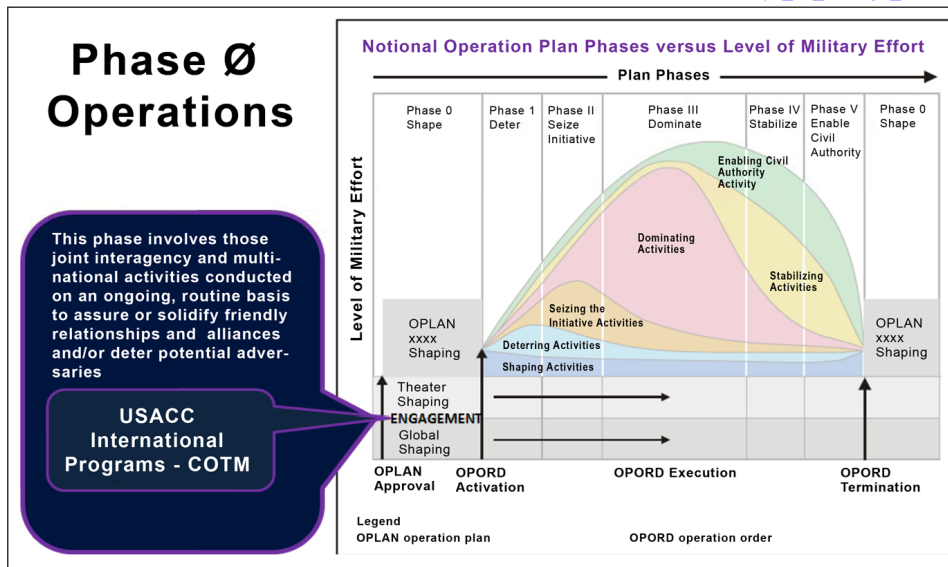 Phase Ø
Operations
This phase involves those
joint interagency and multi-
national activities conducted
on an ongoing, routine basis
to assure or solidify friendly
relationships and alliances
and/or deter potential adver-
saries
USACC
International
Programs - COTM
Notional Operation Plan Phases versus Level of Military Effort
Plan Phases
Level of Military Effort
Phase 0
Shape
Phase 1
Deter
Phase II
Seize
Initiative
Phase III
Dominate
Phase IV
Stabilize
Phase V
Enable
Civil
Authority
Phase 0
Shape
Enabling Civil
Authority
Activity
Dominating
Activities
Stabilizing
Activities
Seizing the
Initiative Activities
Deterring Activities
Shaping Activities
OPLAN
xxxx
Shaping
OPLAN
xxxx
Shaping
Theater
Shaping
ENGAGEMENT
Global
Shaping
OPLAN
Approval
OPORD
Activation
OPORD Execution
OPORD
Termination
Legend
OPLAN operation plan
OPORD operation order